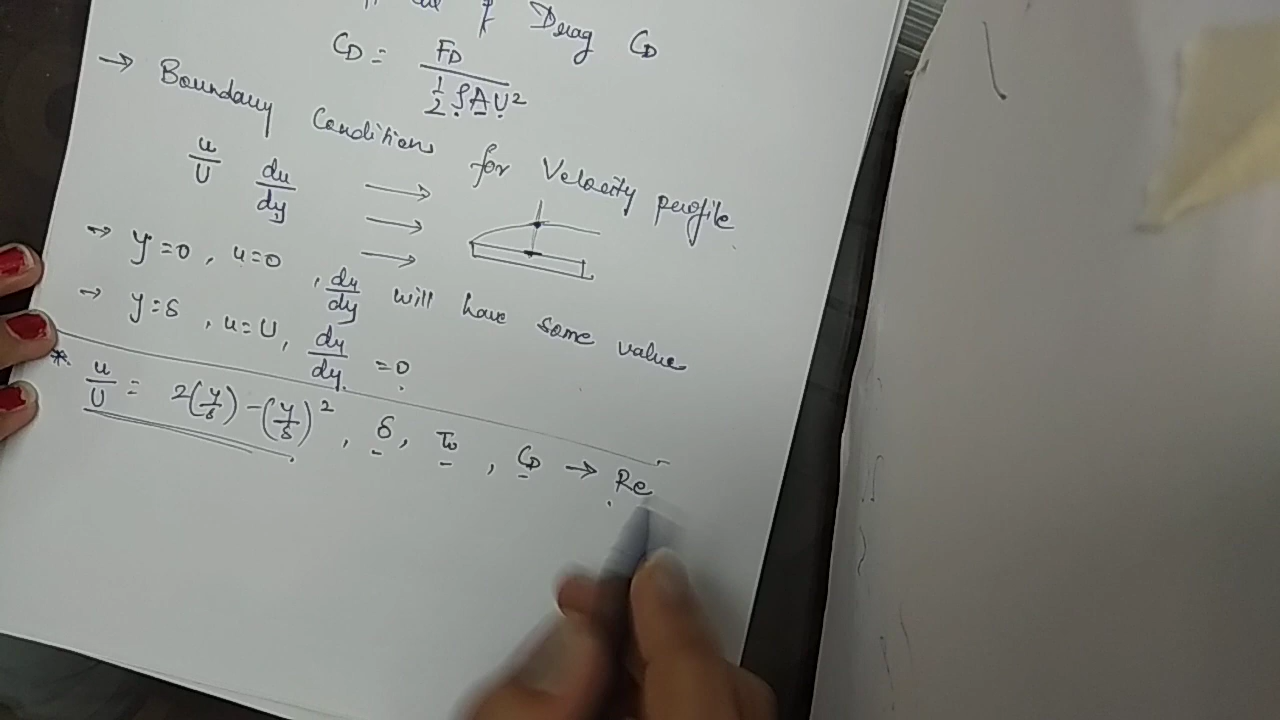 of Drag CD
CD = FD / ½ ρAU²
→ Boundary Conditions for Velocity profile
u/U du/dy
→ y=0, u=0, du/dy will have some value
→ y=δ, u=U, du/dy = 0
* u/U = 2(y/δ) - (y/δ)², δ, τ₀, CD → Re